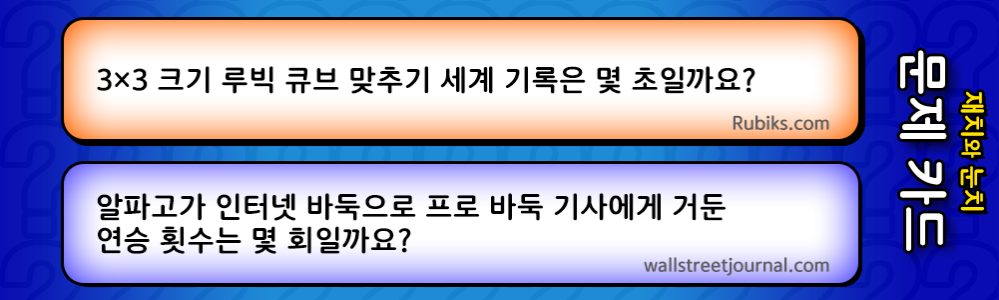 3×3 크기 루빅 큐브 맞추기 세계 기록은 몇 초일까요?
Rubiks.com
알파고가 인터넷 바둑으로 프로 바둑 기사에게 거둔
연승 횟수는 몇 회일까요?
wallstreetjournal.com
재치와 눈치
문제 카드